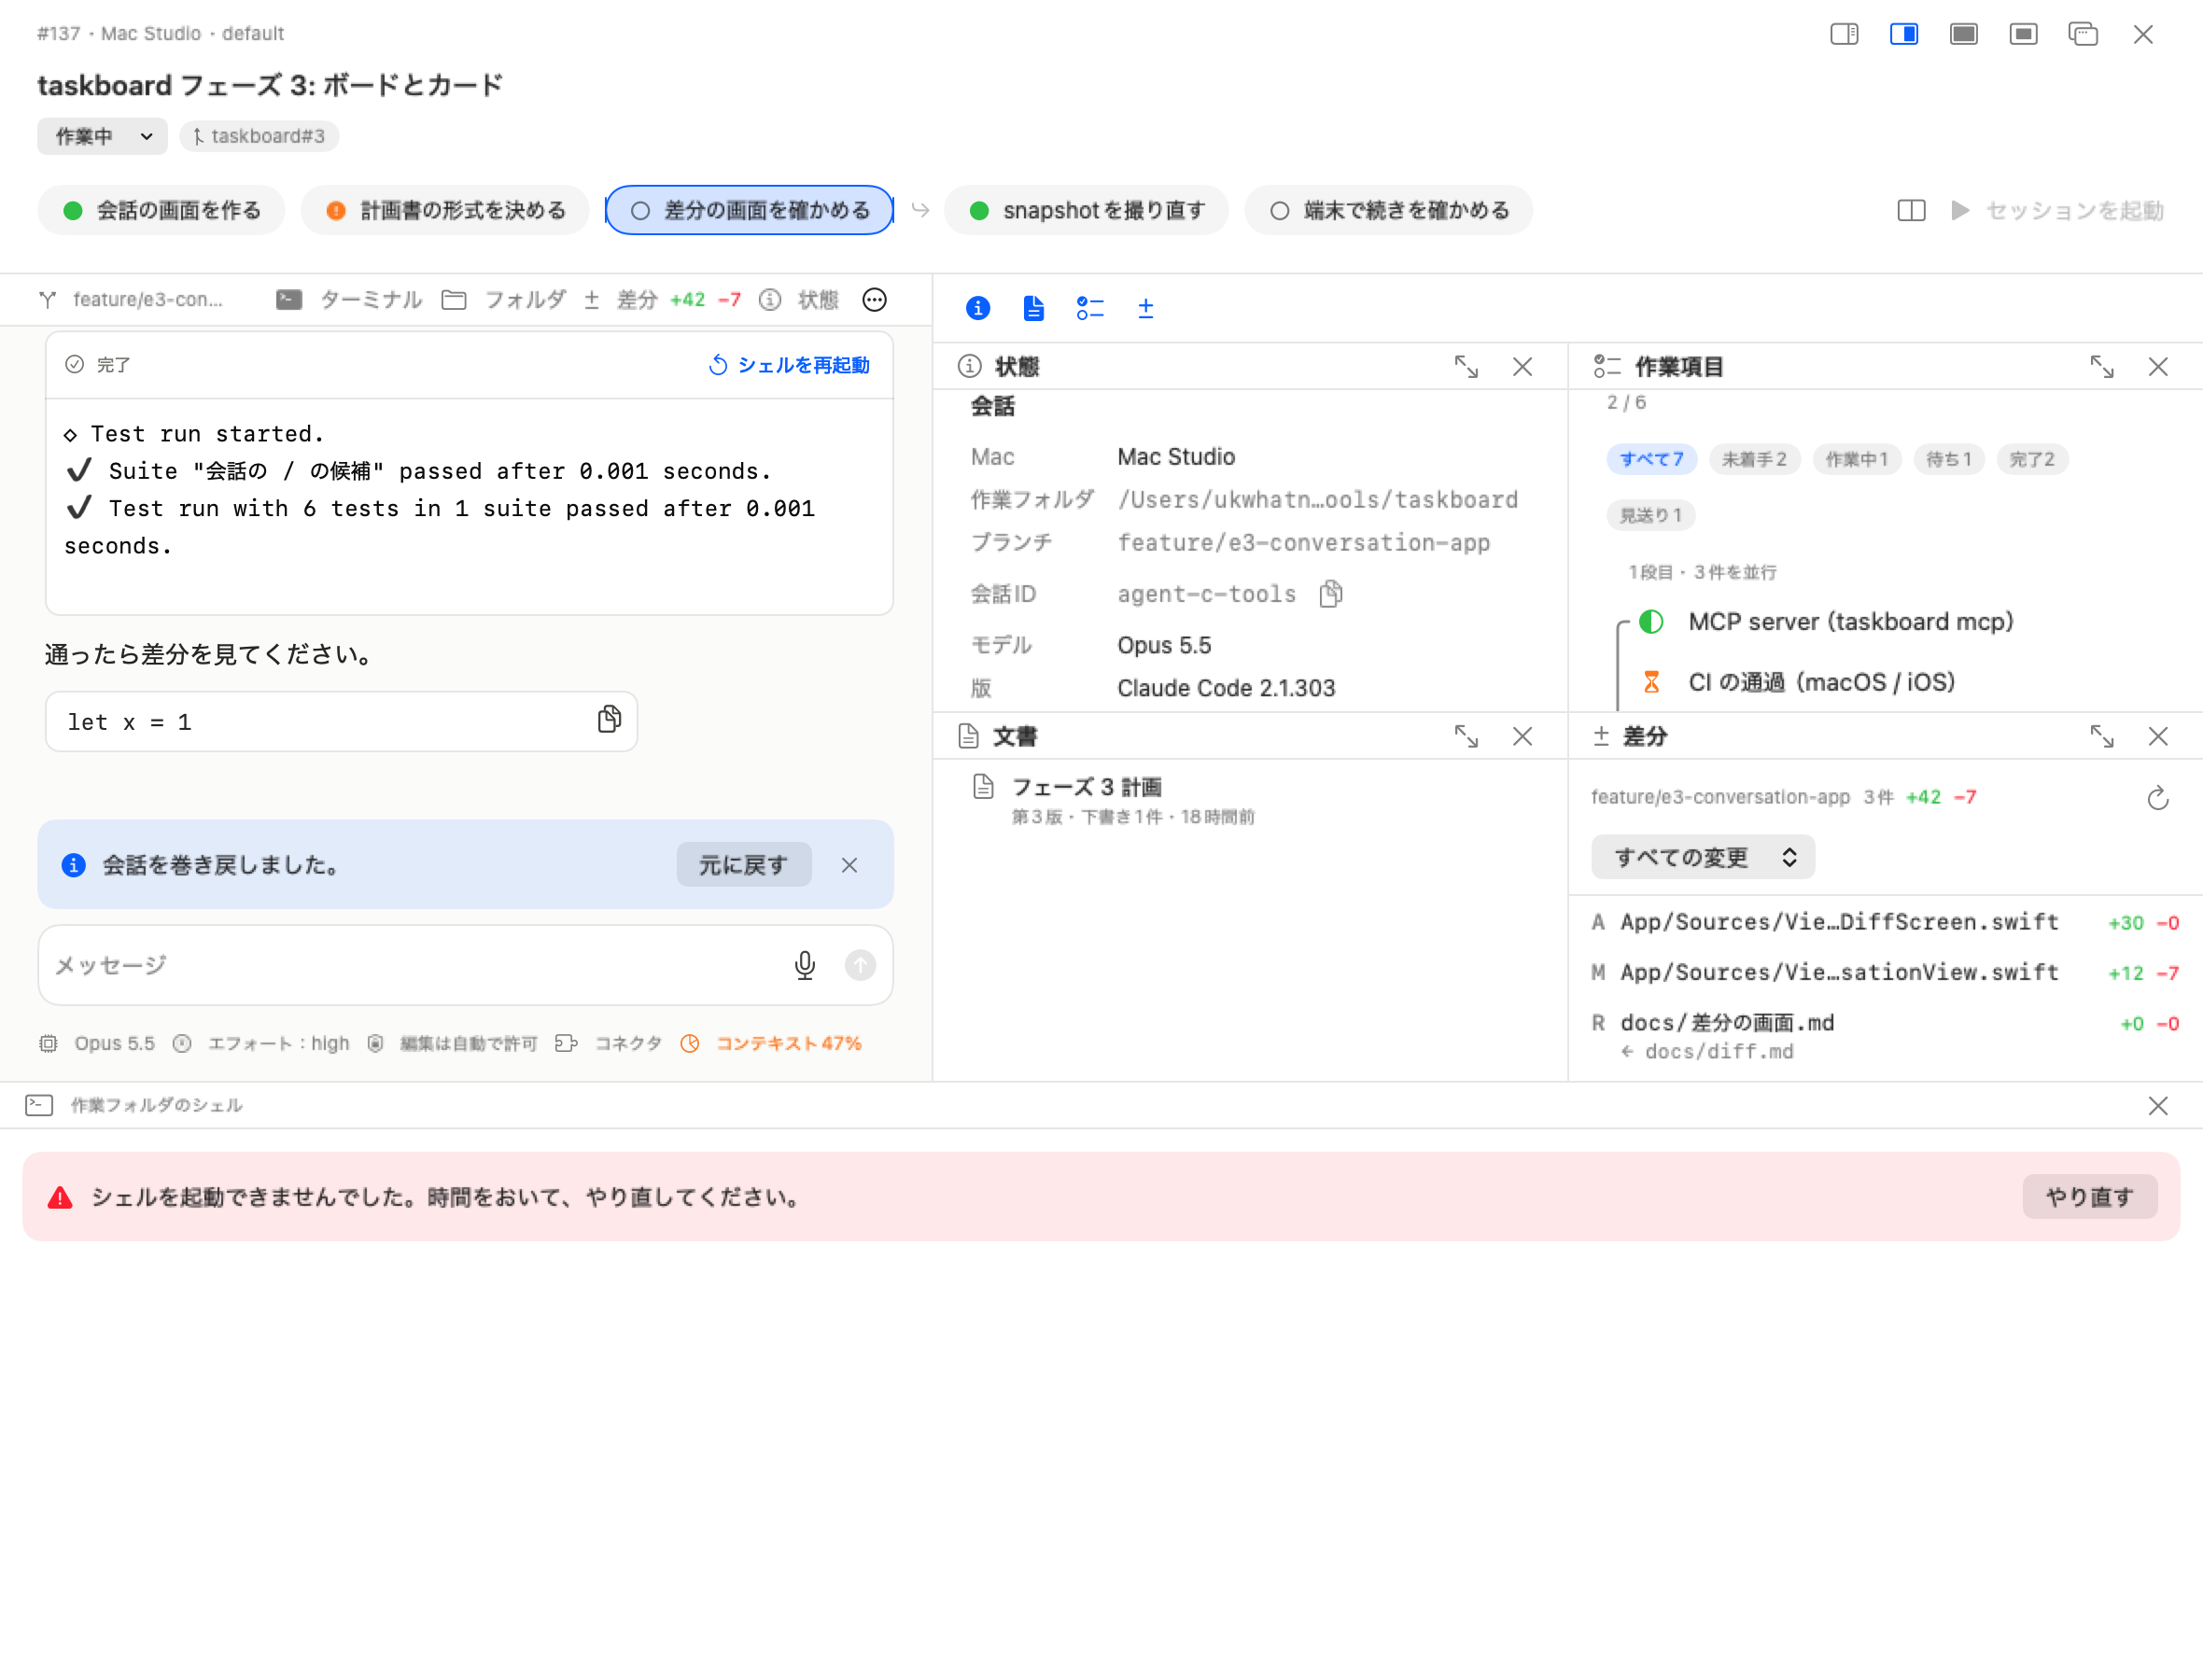 #137・Mac Studio・default
taskboard フェーズ 3: ボードとカード
作業中
taskboard#3
会話の画面を作る
計画書の形式を決める
差分の画面を確かめる
snapshotを撮り直す
端末で続きを確かめる
セッションを起動
feature/e3-con...
ターミナル
フォルダ
差分 +42 −7
状態
完了
シェルを再起動
◇ Test run started.
✔ Suite "会話の / の候補" passed after 0.001 seconds.
✔ Test run with 6 tests in 1 suite passed after 0.001
seconds.
通ったら差分を見てください。
let x = 1
会話を巻き戻しました。
元に戻す
メッセージ
Opus 5.5
エフォート：high
編集は自動で許可
コネクタ
コンテキスト47%
状態
会話
Mac Mac Studio
作業フォルダ /Users/ukwhatn…ools/taskboard
ブランチ feature/e3-conversation-app
会話ID agent-c-tools
モデル Opus 5.5
版 Claude Code 2.1.303
作業項目
2 / 6
すべて7
未着手2
作業中1
待ち1
完了2
見送り1
1段目・3件を並行
MCP server (taskboard mcp)
CI の通過 (macOS / iOS)
文書
フェーズ 3 計画
第3版・下書き1件・18時間前
差分
feature/e3-conversation-app 3件 +42 −7
すべての変更
A App/Sources/Vie…DiffScreen.swift +30 −0
M App/Sources/Vie…sationView.swift +12 −7
R docs/差分の画面.md +0 −0
← docs/diff.md
作業フォルダのシェル
シェルを起動できませんでした。時間をおいて、やり直してください。
やり直す